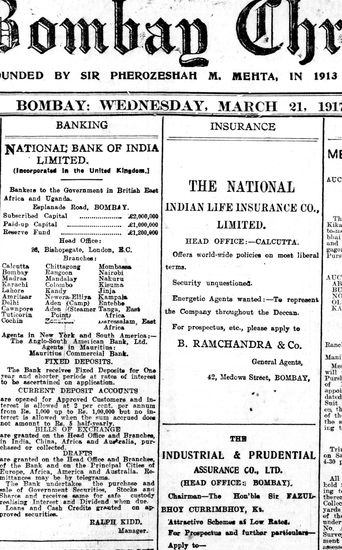 Bombay Chr
OUNDED BY SIR PHEROZESHAH M. MEHTA, IN 1913
BOMBAY: WEDNESDAY, MARCH 21, 1917
BANKING
NATIONAL BANK OF INDIA
LIMITED.
(Incorporated in the United Kingdom.)
Bankers to the Government in British East
Africa and Uganda.
Esplanade Road, BOMBAY.
Subscribed Capital ............ £2,000,000
Paid-up Capital ............ £1,000,000
Reserve Fund ............ £1,200,000
Head Office:
26, Bishopsgate, London, E.C.
Branches:
Calcutta Chittagong Mombassa
Bombay Rangoon Nairobi
Madras Mandalay Nakuru
Karachi Colombo Kisumu
Lahore Kandy Jinja
Amritsar Newera-Elliya Kampala
Delhi Aden (Camp) Entebbe
Cawnpore Aden (Steamer Tanga, East
Tuticorin Point) Africa
Cochin Zanzibar Dar-es-salam, East
Africa
Agents in New York and South America:—
The Anglo-South American Bank, Ltd.
Agents in Mauritius:
Mauritius Commercial Bank.
FIXED DEPOSITS.
The Bank receives Fixed Deposits for One
year and shorter periods at rates of interest
to be ascertained on application.
CURRENT DEPOSIT ACCOUNTS
are opened for Approved Customers and in-
terest is allowed at 2 per cent. per annum
from Rs. 1,000 up to Rs. 1,00,000 but no in-
terest is allowed when the sum accrued does
not amount to Rs. 5 half-yearly.
BILLS OF EXCHANGE
are granted on the Head Office and Branches,
in India, China, Africa and Australia, pur-
chased or collected.
DRAFTS
are granted on the Head Office and Branches,
of the Bank and on the Principal Cities of
Europe, Africa, America and Australia. Re-
mittances may be by telegrams.
The Bank undertakes the purchase and
sale of Government Securities, Stocks and
Shares and receives same for safe custody
realising Interest and Dividend when due.
Loans and Cash Credits granted on ap-
proved securities.
RALPH KIDD,
Manager.
INSURANCE
THE NATIONAL
INDIAN LIFE INSURANCE CO.,
LIMITED.
HEAD OFFICE:—CALCUTTA.
Offers world-wide policies on most liberal
terms.
Security unquestioned.
Energetic Agents wanted:—To represent
the Company throughout the Deccan.
For prospectus, etc., please apply to
B. RAMCHANDRA & Co.
General Agents,
42, Medows Street, BOMBAY,
THE
INDUSTRIAL & PRUDENTIAL
ASSURANCE CO., LTD.
(HEAD OFFICE: BOMBAY).
Chairman—The Hon'ble Sir FAZUL-
BHOY CURRIMBHOY, Kt.
Attractive Schemes at Low Rates.
For Prospectus and further particulars—
Apply to—